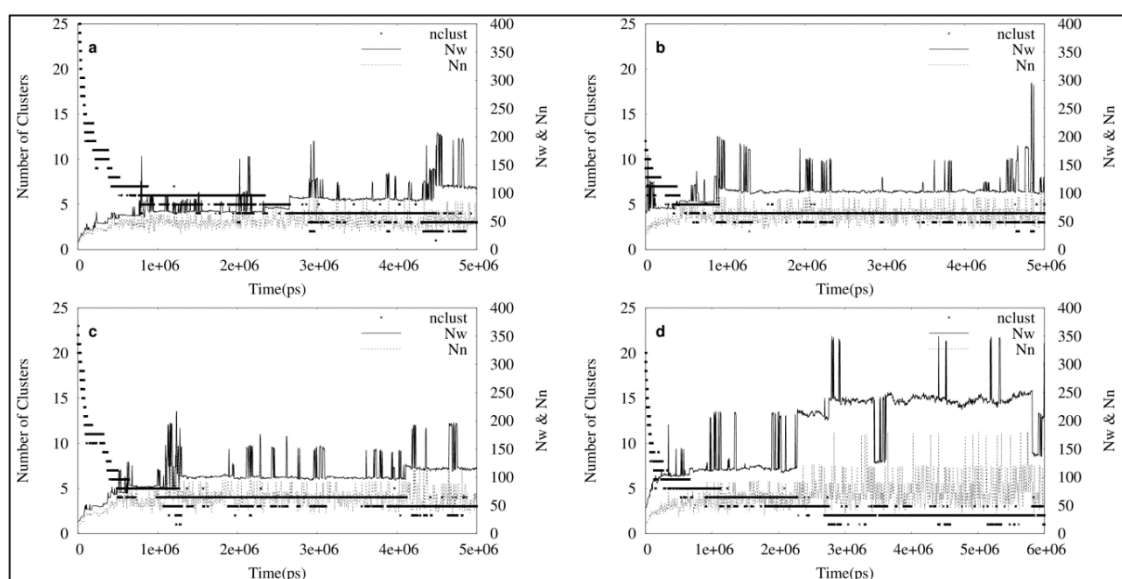 a
nclust
Nw
Nn
Number of Clusters
25
20
15
10
5
0
400
350
300
250
200
150
100
50
0
Nw & Nn
0 1e+06 2e+06 3e+06 4e+06 5e+06
Time(ps)
b
nclust
Nw
Nn
Number of Clusters
25
20
15
10
5
0
400
350
300
250
200
150
100
50
0
Nw & Nn
0 1e+06 2e+06 3e+06 4e+06 5e+06
Time(ps)
c
nclust
Nw
Nn
Number of Clusters
25
20
15
10
5
0
400
350
300
250
200
150
100
50
0
Nw & Nn
0 1e+06 2e+06 3e+06 4e+06 5e+06
Time(ps)
d
nclust
Nw
Nn
Number of Clusters
25
20
15
10
5
0
400
350
300
250
200
150
100
50
0
Nw & Nn
0 1e+06 2e+06 3e+06 4e+06 5e+06 6e+06
Time(ps)